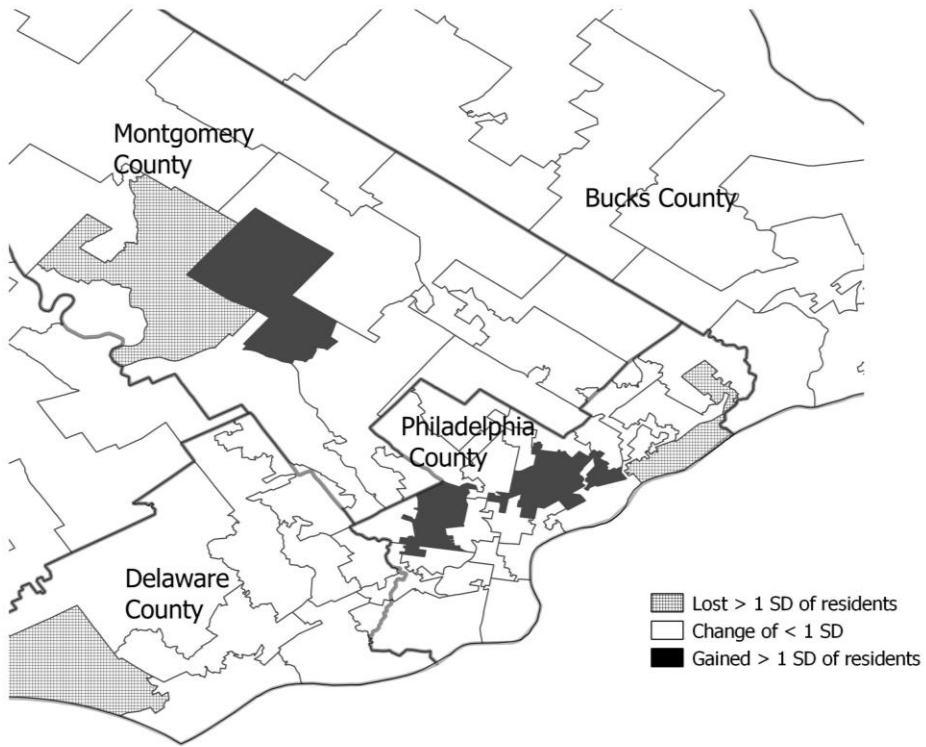 Montgomery
County
Bucks County
Philadelphia
County
Delaware
County
Lost > 1 SD of residents
Change of < 1 SD
Gained > 1 SD of residents